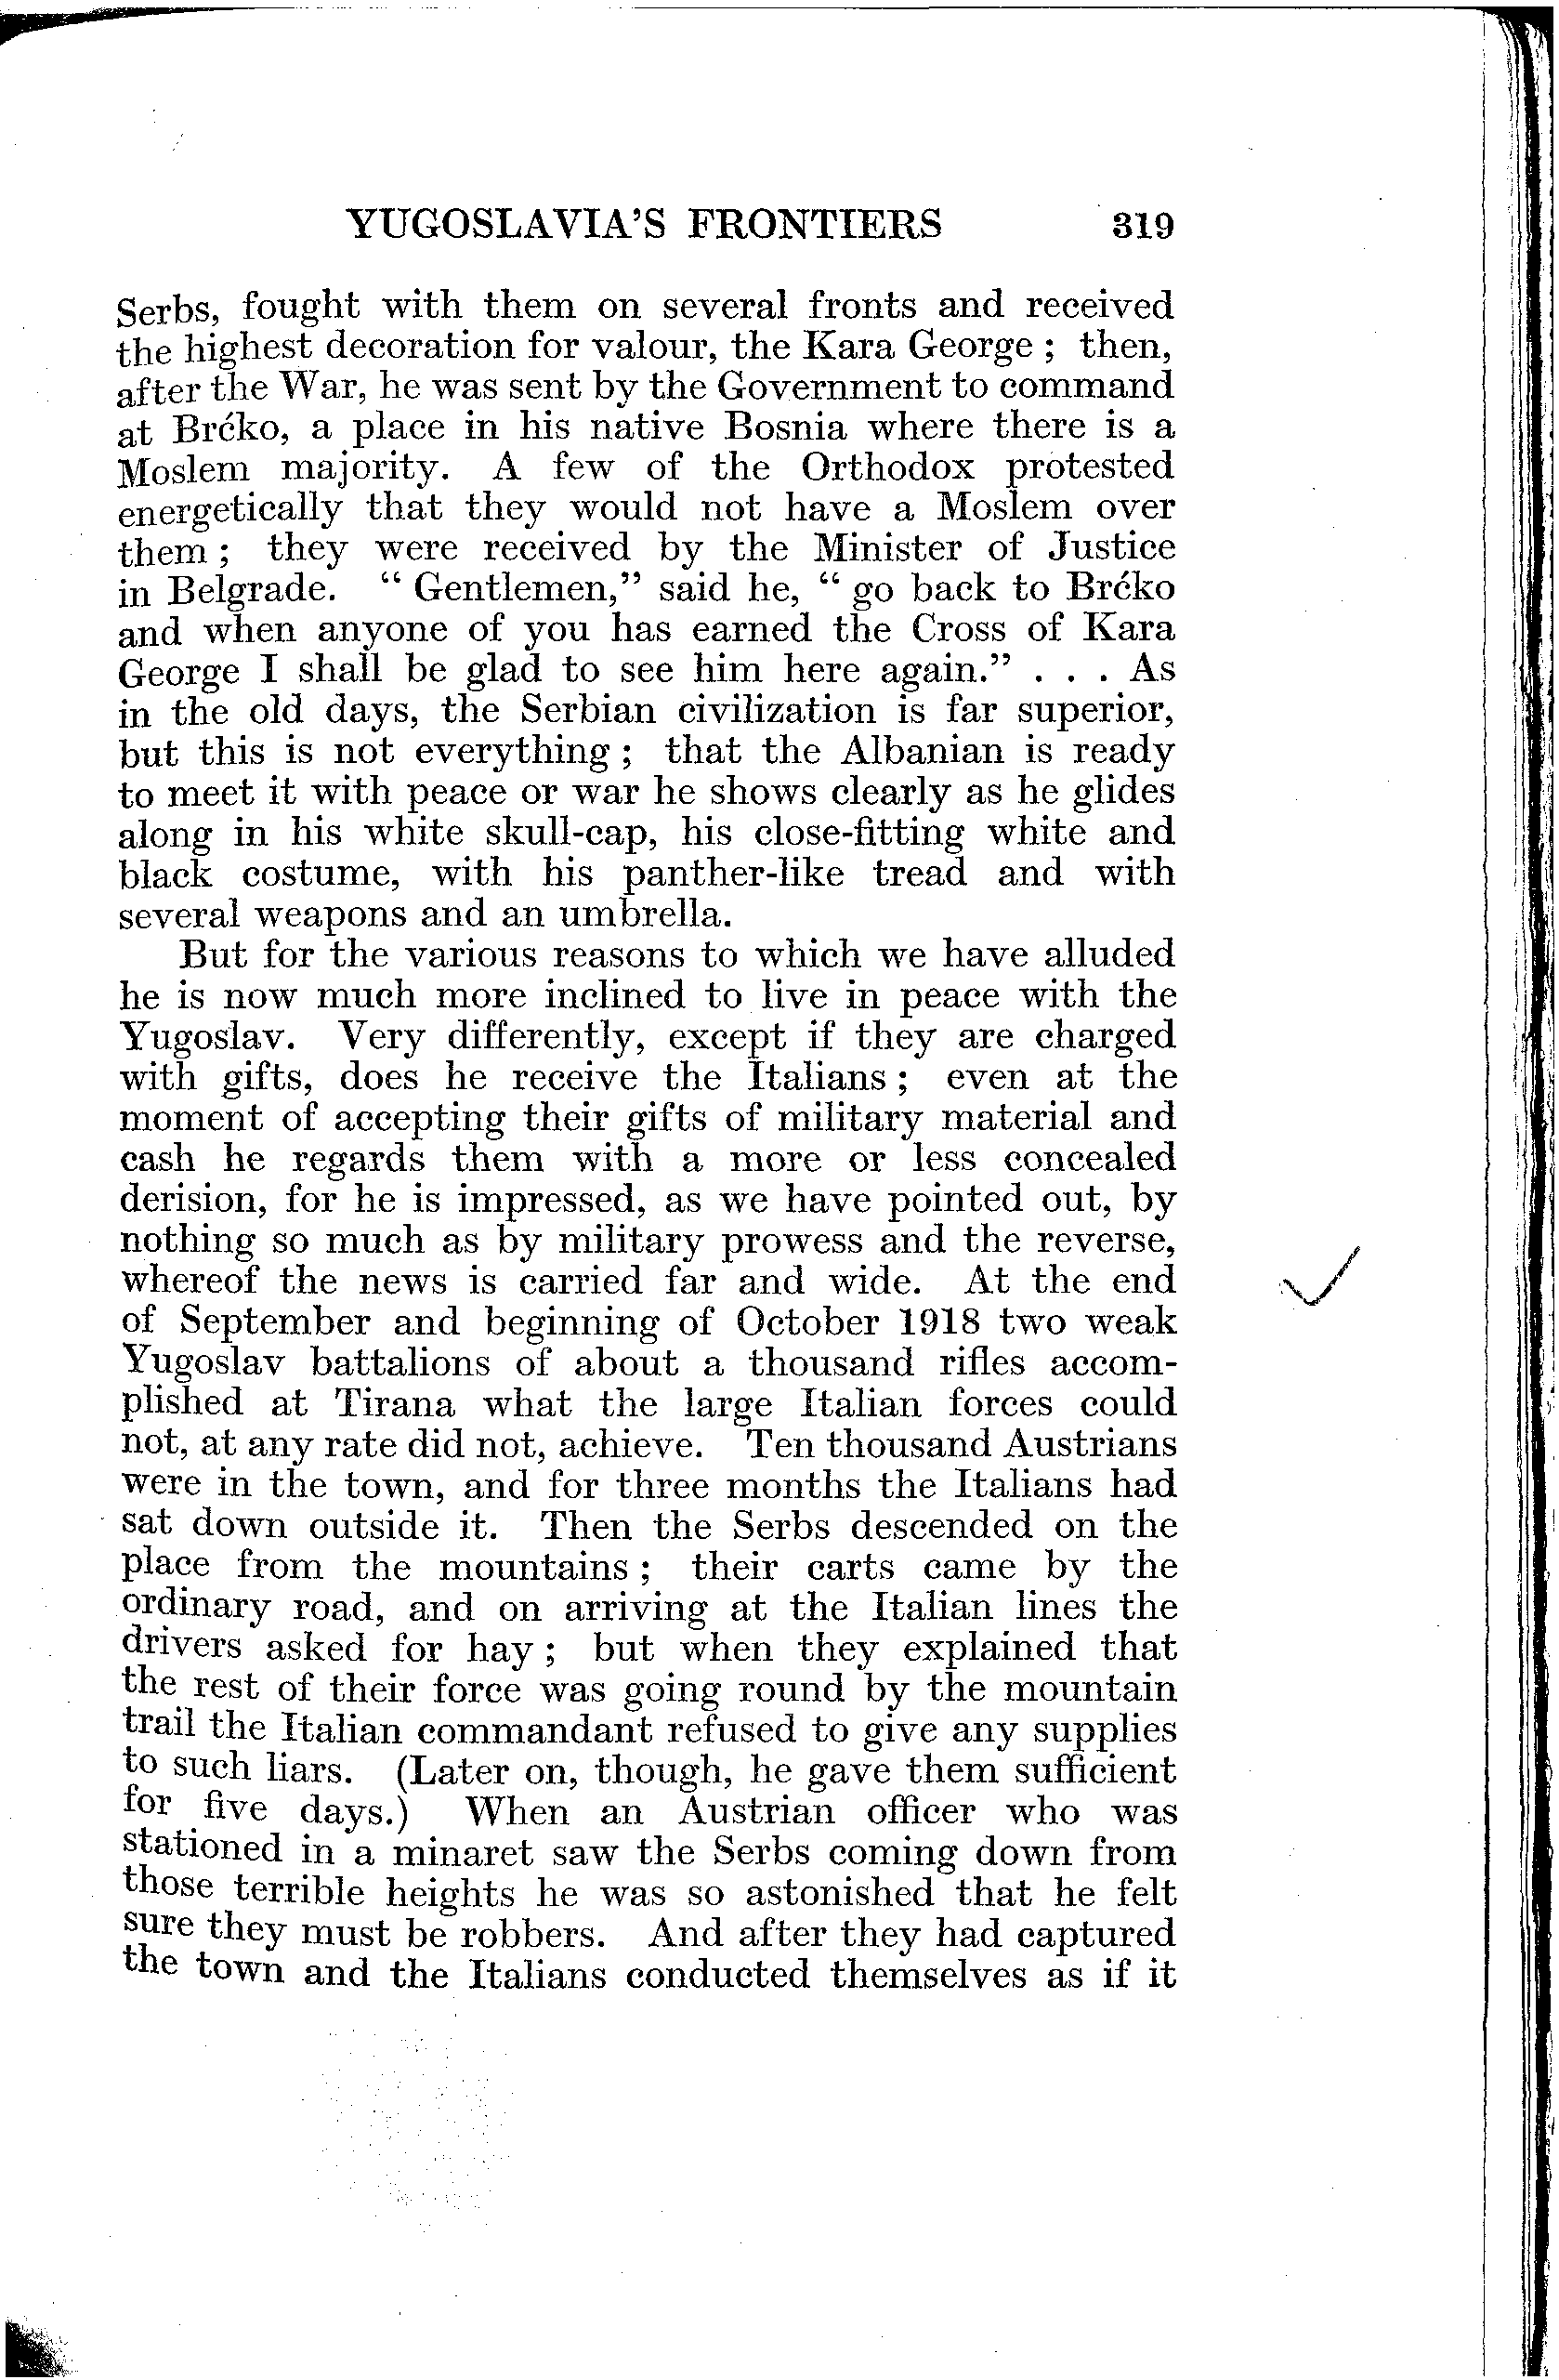 YUGOSLAVIA'S FRONTIERS 319
Serbs, fought with them on several fronts and received
the highest decoration for valour, the Kara George ; then,
after the War, he was sent by the Government to command
at Brćko, a place in his native Bosnia where there is a
Moslem majority. A few of the Orthodox protested
energetically that they would not have a Moslem over
them ; they were received by the Minister of Justice
in Belgrade. “ Gentlemen,” said he, “ go back to Brćko
and when anyone of you has earned the Cross of Kara
George I shall be glad to see him here again.” . . . As
in the old days, the Serbian civilization is far superior,
but this is not everything ; that the Albanian is ready
to meet it with peace or war he shows clearly as he glides
along in his white skull-cap, his close-fitting white and
black costume, with his panther-like tread and with
several weapons and an umbrella.
But for the various reasons to which we have alluded
he is now much more inclined to live in peace with the
Yugoslav. Very differently, except if they are charged
with gifts, does he receive the Italians ; even at the
moment of accepting their gifts of military material and
cash he regards them with a more or less concealed
derision, for he is impressed, as we have pointed out, by
nothing so much as by military prowess and the reverse,
whereof the news is carried far and wide. At the end
of September and beginning of October 1918 two weak
Yugoslav battalions of about a thousand rifles accom-
plished at Tirana what the large Italian forces could
not, at any rate did not, achieve. Ten thousand Austrians
were in the town, and for three months the Italians had
sat down outside it. Then the Serbs descended on the
place from the mountains ; their carts came by the
ordinary road, and on arriving at the Italian lines the
drivers asked for hay ; but when they explained that
the rest of their force was going round by the mountain
trail the Italian commandant refused to give any supplies
to such liars. (Later on, though, he gave them sufficient
for five days.) When an Austrian officer who was
stationed in a minaret saw the Serbs coming down from
those terrible heights he was so astonished that he felt
sure they must be robbers. And after they had captured
the town and the Italians conducted themselves as if it